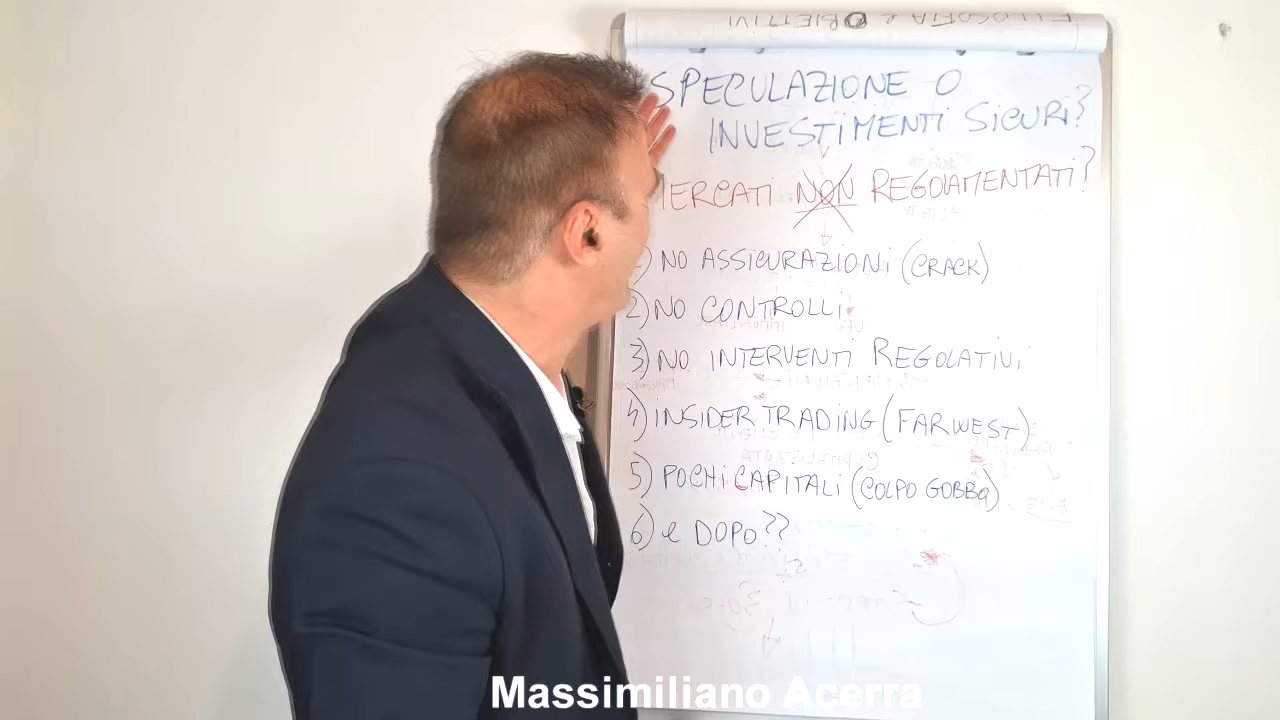 FILOSOFIA e OBIETTIVI
SPECULAZIONE O
INVESTIMENTI SICURI?
MERCATI NON REGOLAMENTATI?
1) NO ASSICURAZIONI (CRACK)
2) NO CONTROLLI
3) NO INTERVENTI REGOLATIVI
4) INSIDER TRADING (FAR WEST)
5) POCHI CAPITALI (COLPO GOBBO)
6) e DOPO??
Massimiliano Acerra